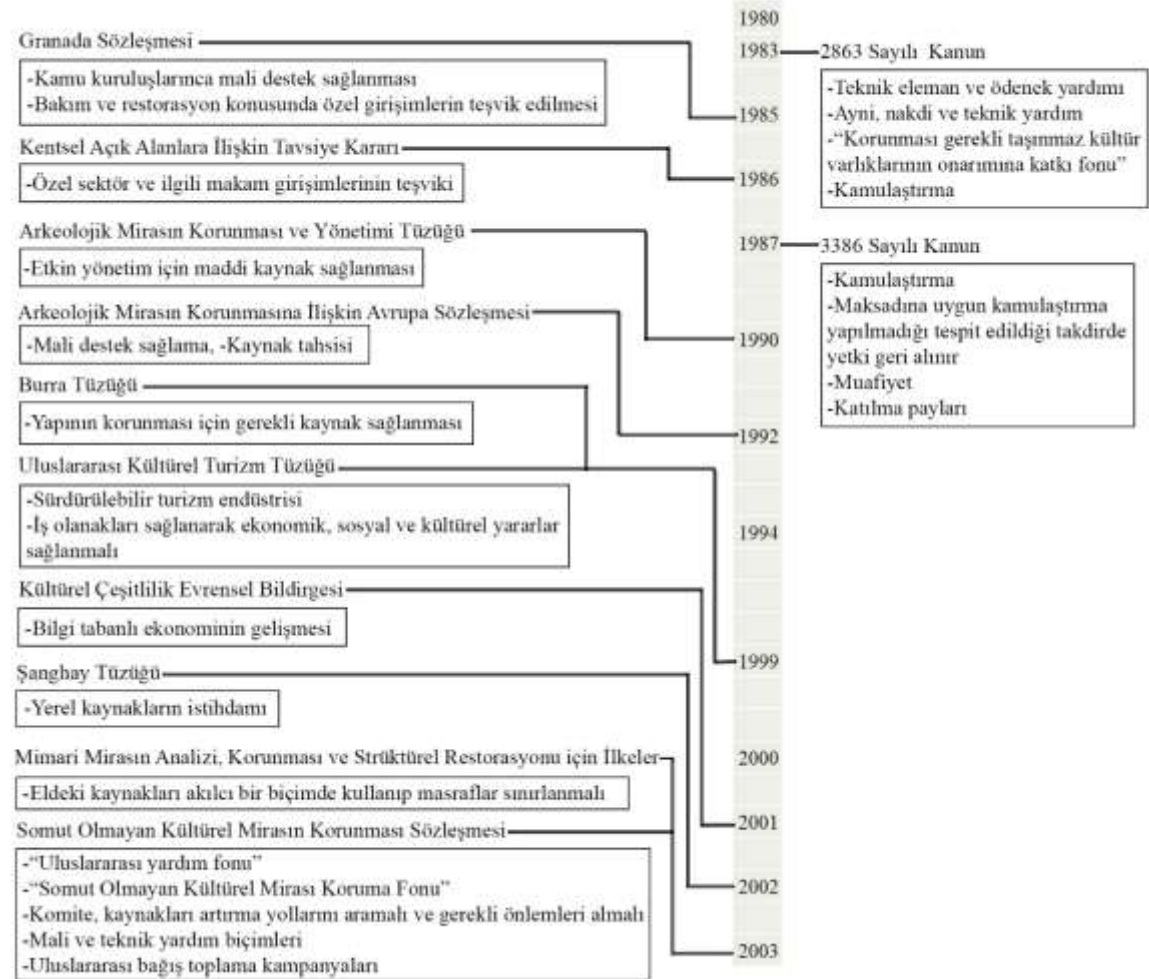 Granada Sözleşmesi
-Kamu kuruluşlarınca mali destek sağlanması
-Bakım ve restorasyon konusunda özel girişimlerin teşvik edilmesi
Kentsel Açık Alanlara İlişkin Tavsiye Kararı
-Özel sektör ve ilgili makam girişimlerinin teşviki
Arkeolojik Mirasın Korunması ve Yönetimi Tüzüğü
-Etkin yönetim için maddi kaynak sağlanması
Arkeolojik Mirasın Korunmasına İlişkin Avrupa Sözleşmesi
-Mali destek sağlama, -Kaynak tahsisi
Burra Tüzüğü
-Yapının korunması için gerekli kaynak sağlanması
Uluslararası Kültürel Turizm Tüzüğü
-Sürdürülebilir turizm endüstrisi
-İş olanakları sağlanarak ekonomik, sosyal ve kültürel yararlar
sağlanmalı
Kültürel Çeşitlilik Evrensel Bildirgesi
-Bilgi tabanlı ekonominin gelişmesi
Şanghay Tüzüğü
-Yerel kaynakların istihdamı
Mimari Mirasın Analizi, Korunması ve Strüktürel Restorasyonu için İlkeler
-Eldeki kaynakları akılcı bir biçimde kullanıp masraflar sınırlanmalı
Somut Olmayan Kültürel Mirasın Korunması Sözleşmesi
-“Uluslararası yardım fonu”
-“Somut Olmayan Kültürel Mirası Koruma Fonu”
-Komite, kaynakları artırma yollarını aramalı ve gerekli önlemleri almalı
-Mali ve teknik yardım biçimleri
-Uluslararası bağış toplama kampanyaları
1980
1983
1985
1986
1987
1990
1992
1994
1999
2000
2001
2002
2003
2863 Sayılı Kanun
-Teknik eleman ve ödenek yardımı
-Ayni, nakdi ve teknik yardım
-“Korunması gerekli taşınmaz kültür
varlıklarının onarımına katkı fonu”
-Kamulaştırma
3386 Sayılı Kanun
-Kamulaştırma
-Maksadına uygun kamulaştırma
yapılmadığı tespit edildiği takdirde
yetki geri alınır
-Muafiyet
-Katılma payları